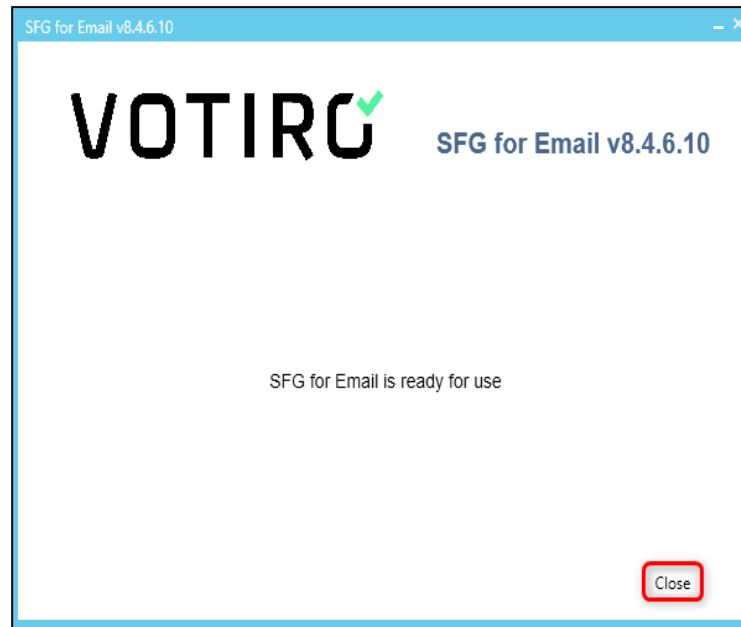 SFG for Email v8.4.6.10
VOTIRO
SFG for Email v8.4.6.10
SFG for Email is ready for use
Close